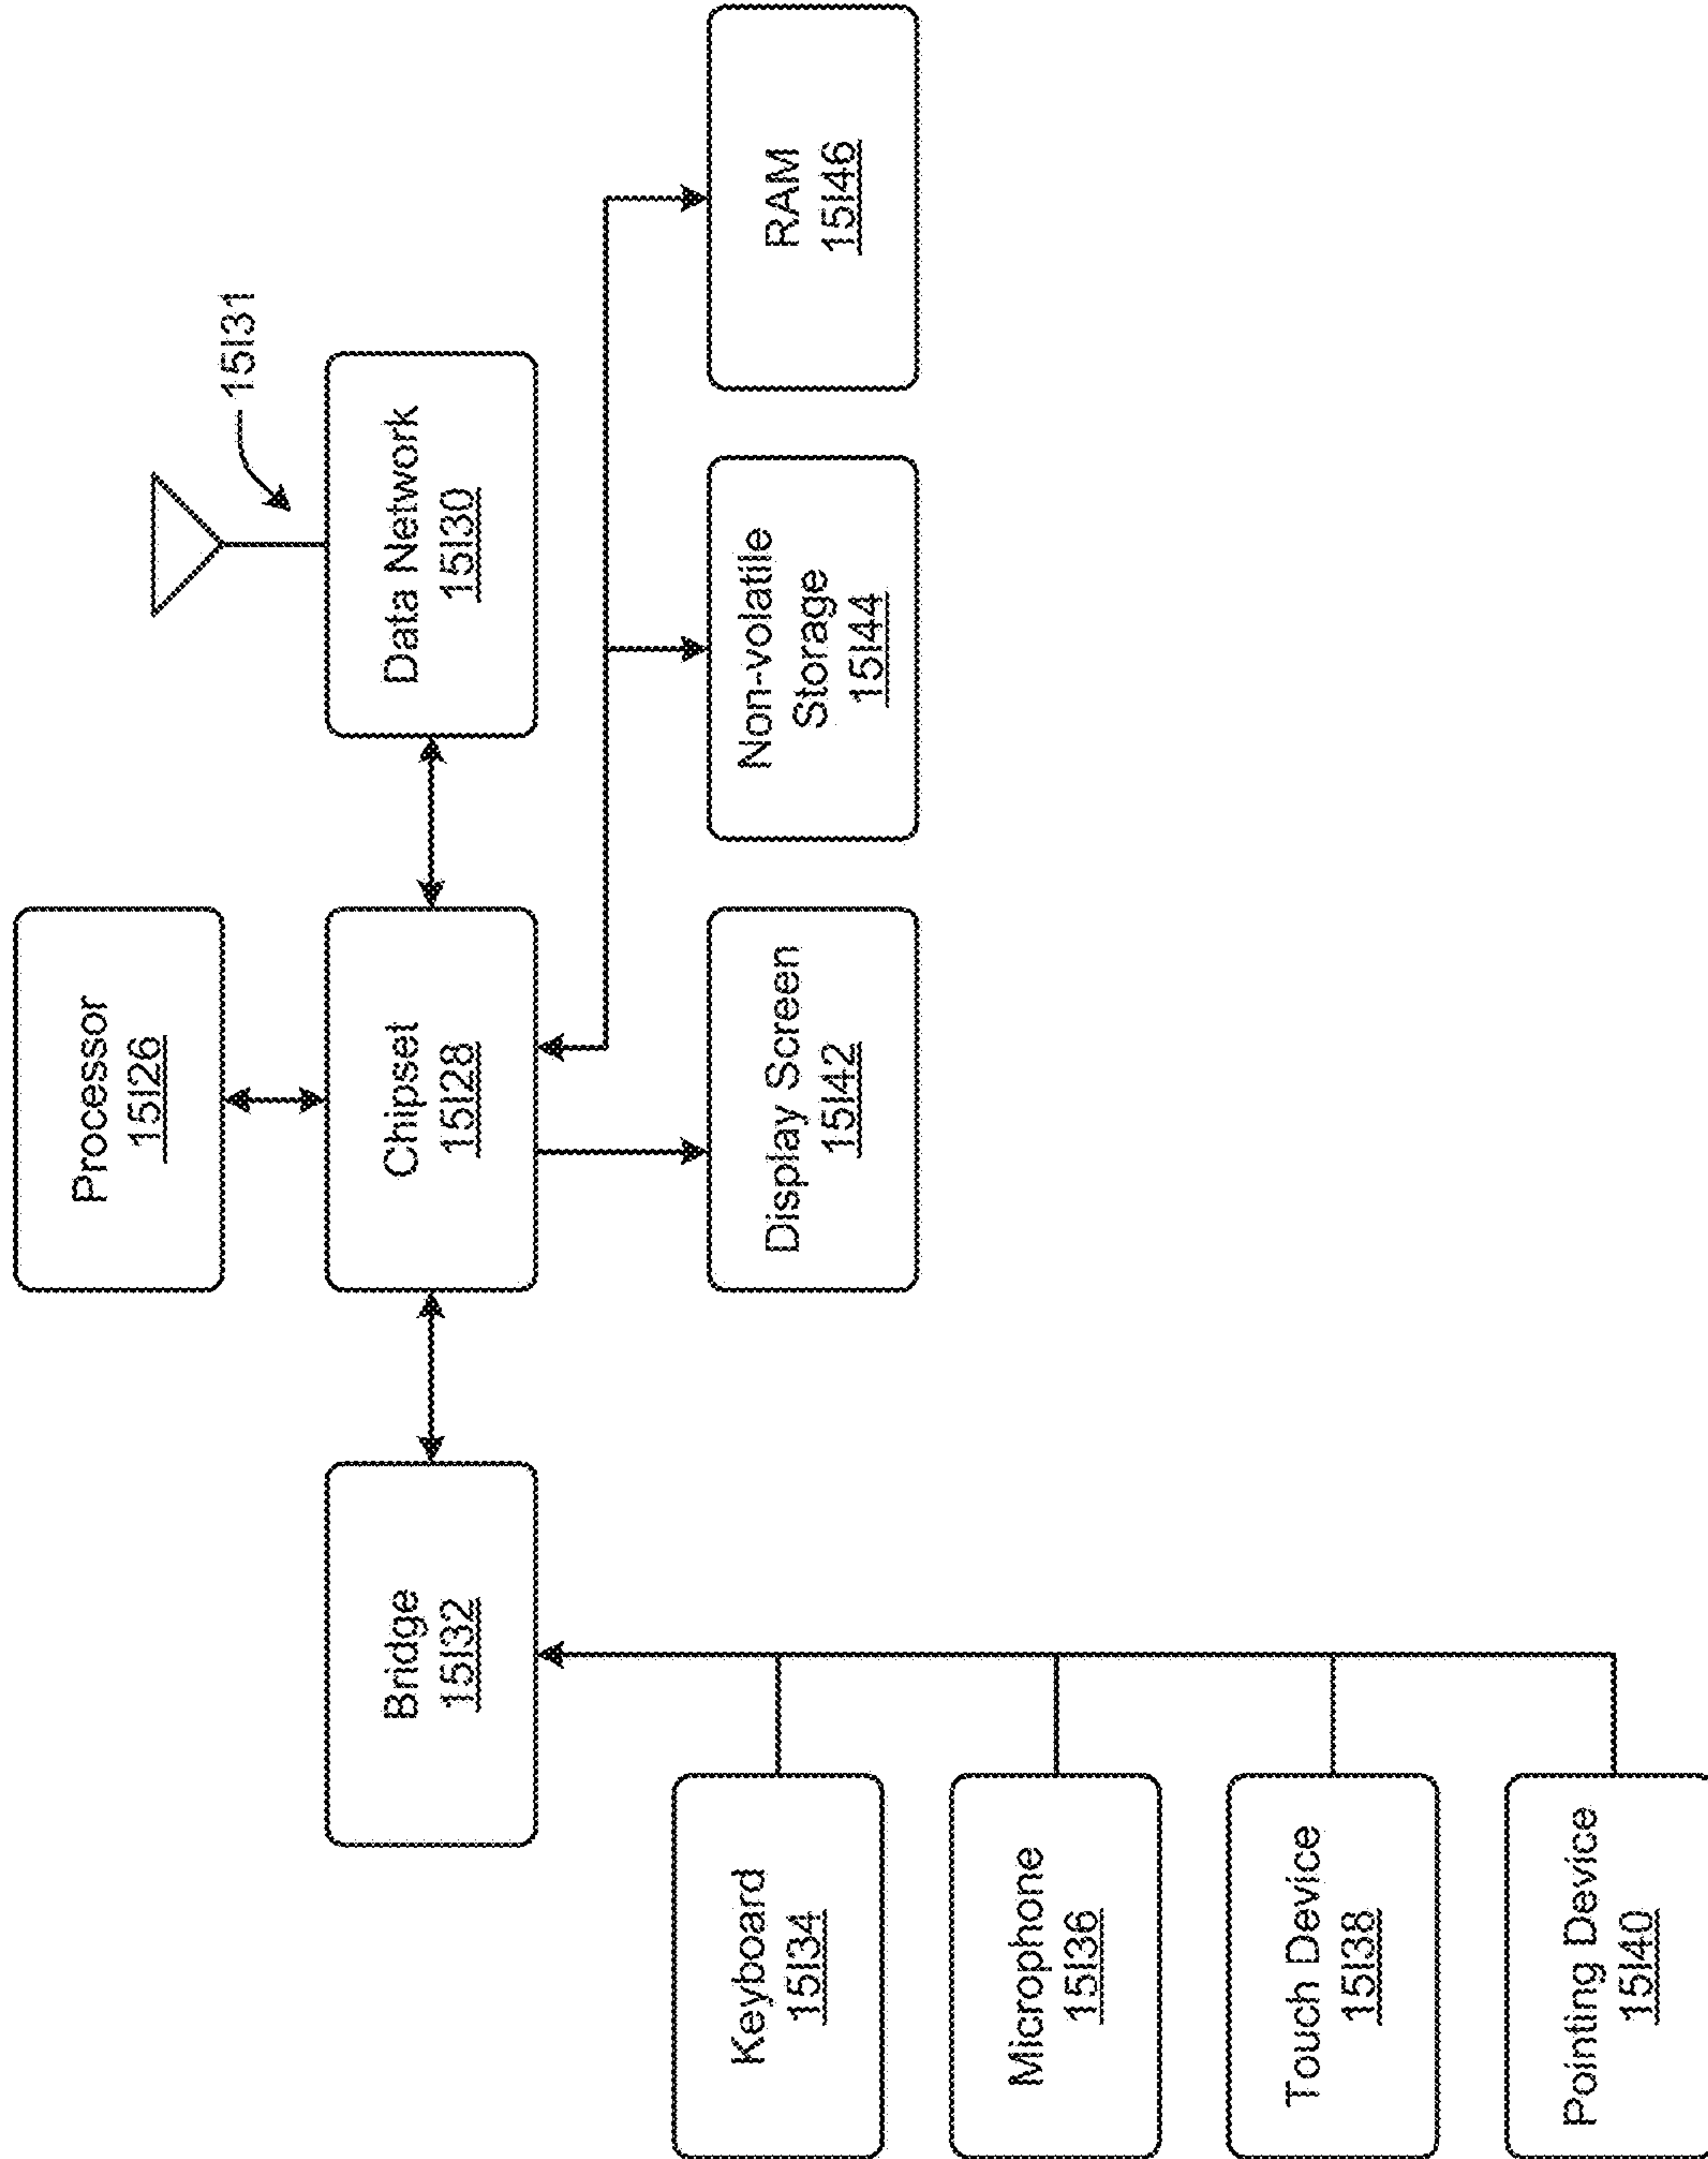 Processor
15I26
15I31
Bridge
15I32
Chipset
15I28
Data Network
15I30
Keyboard
15I34
Display Screen
15I42
Non-volatile
Storage
15I44
RAM
15I46
Microphone
15I36
Touch Device
15I38
Pointing Device
15I40